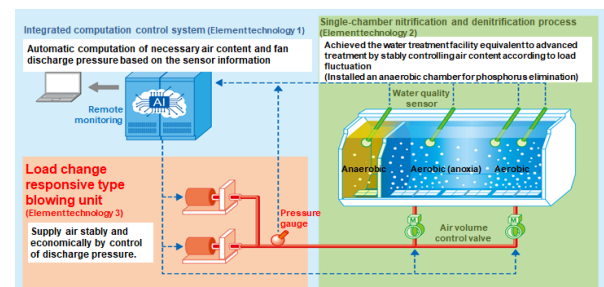 Integrated computation control system (Element technology 1)
Automatic computation of necessary air content and fan
discharge pressure based on the sensor information
AI
Remote
monitoring
Load change
responsive type
blowing unit
(Element technology 3)
Supply air stably and
economically by control
of discharge pressure.
Pressure
gauge
Single-chamber nitrification and denitrification process
(Element technology 2)
Achieved the water treatment facility equivalent to advanced
treatment by stably controlling air content according to load
fluctuation
(Installed an anaerobic chamber for phosphorus elimination)
Water quality
sensor
Anaerobic
Aerobic (anoxia)
Aerobic
M
M
Air volume
control valve